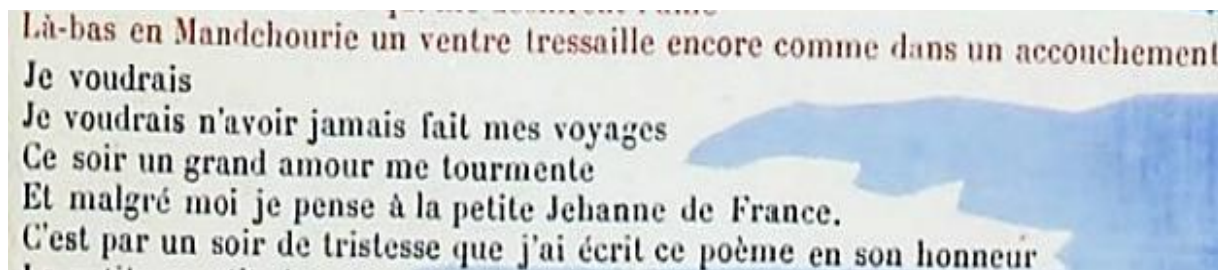 Là-bas en Mandchourie un ventre tressaille encore comme dans un accouchement
Je voudrais
Je voudrais n'avoir jamais fait mes voyages
Ce soir un grand amour me tourmente
Et malgré moi je pense à la petite Jehanne de France.
C'est par un soir de tristesse que j'ai écrit ce poème en son honneur